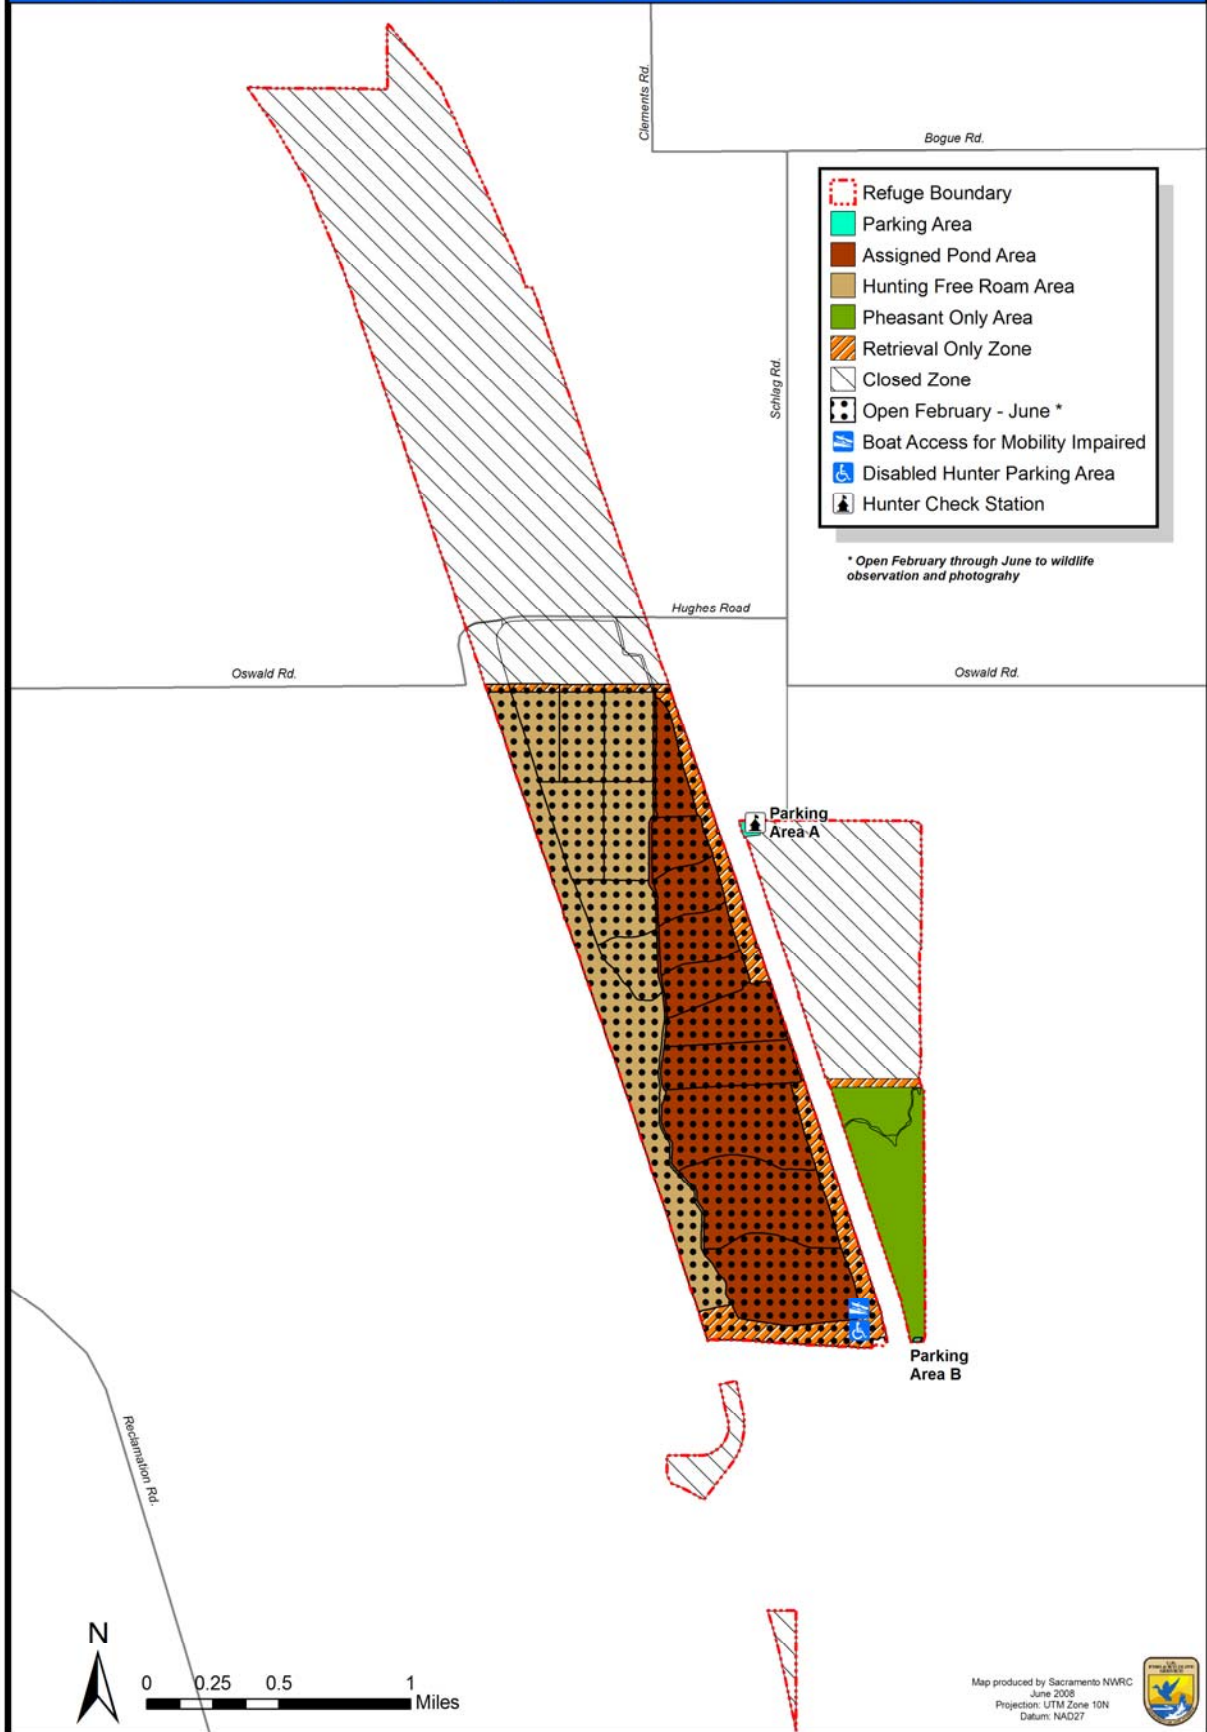 Clements Rd.
Bogue Rd.
Refuge Boundary
Parking Area
Assigned Pond Area
Hunting Free Roam Area
Pheasant Only Area
Retrieval Only Zone
Closed Zone
Open February - June *
Boat Access for Mobility Impaired
Disabled Hunter Parking Area
Hunter Check Station
Schlag Rd.
* Open February through June to wildlife
observation and photograhy
Hughes Road
Oswald Rd.
Oswald Rd.
Parking
Area A
Parking
Area B
Reclamation Rd.
N
0 0.25 0.5 1
Miles
Map produced by Sacramento NWRC
June 2008
Projection: UTM Zone 10N
Datum: NAD27